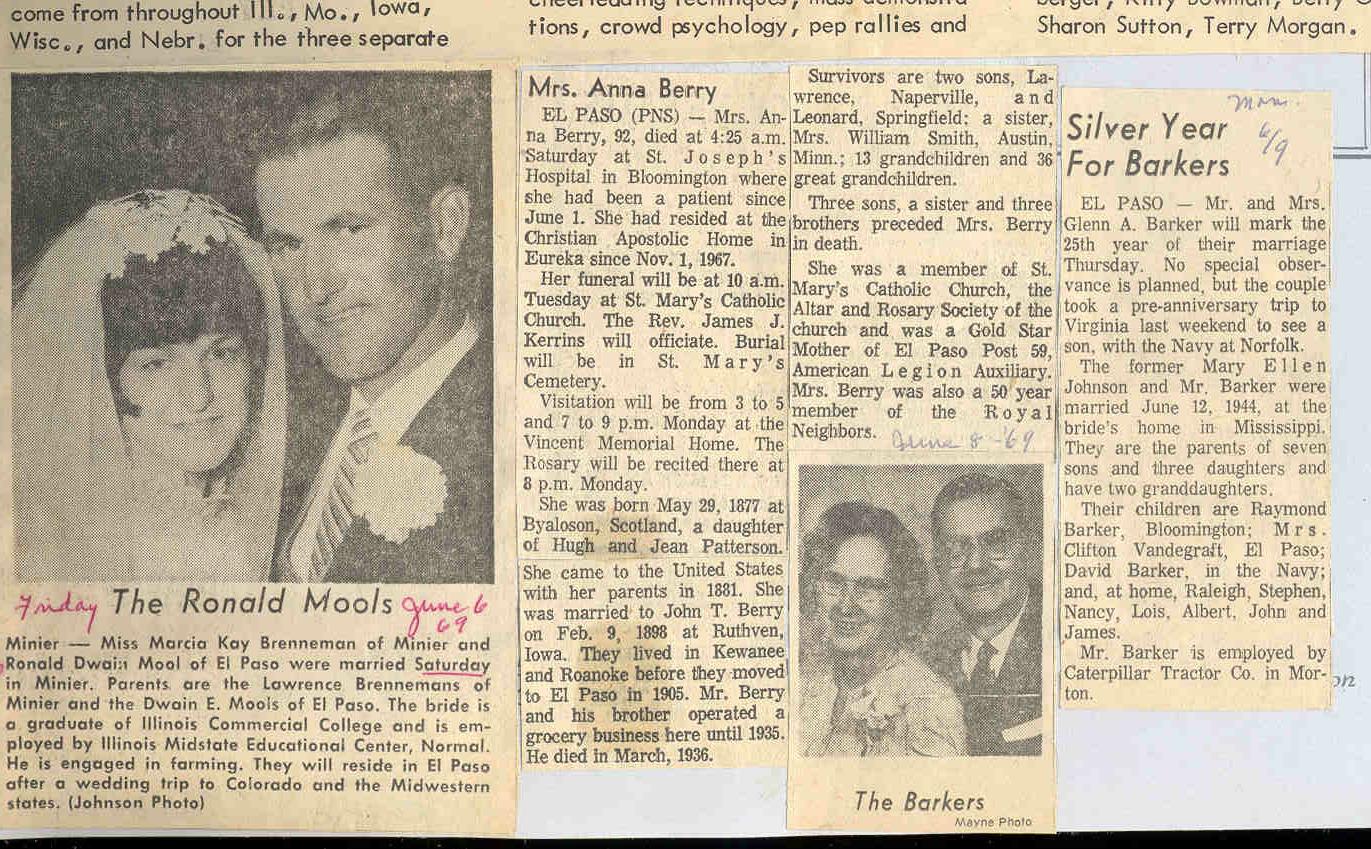 come from throughout Ill., Mo., Iowa,
Wisc., and Nebr. for the three separate
cheerleading techniques, mass demonstra
tions, crowd psychology, pep rallies and
Sharon Sutton, Terry Morgan.
Friday The Ronald Mools June 6
69
Minier — Miss Marcia Kay Brenneman of Minier and
Ronald Dwain Mool of El Paso were married Saturday
in Minier. Parents are the Lawrence Brennemans of
Minier and the Dwain E. Mools of El Paso. The bride is
a graduate of Illinois Commercial College and is em-
ployed by Illinois Midstate Educational Center, Normal.
He is engaged in farming. They will reside in El Paso
after a wedding trip to Colorado and the Midwestern
states. (Johnson Photo)
Mrs. Anna Berry
EL PASO (PNS) — Mrs. An-
na Berry, 92, died at 4:25 a.m.
Saturday at St. Joseph's
Hospital in Bloomington where
she had been a patient since
June 1. She had resided at the
Christian Apostolic Home in
Eureka since Nov. 1, 1967.
Her funeral will be at 10 a.m.
Tuesday at St. Mary's Catholic
Church. The Rev. James J.
Kerrins will officiate. Burial
will be in St. Mary's
Cemetery.
Visitation will be from 3 to 5
and 7 to 9 p.m. Monday at the
Vincent Memorial Home. The
Rosary will be recited there at
8 p.m. Monday.
She was born May 29, 1877 at
Byaloson, Scotland, a daughter
of Hugh and Jean Patterson.
She came to the United States
with her parents in 1881. She
was married to John T. Berry
on Feb. 9, 1898 at Ruthven,
Iowa. They lived in Kewanee
and Roanoke before they moved
to El Paso in 1905. Mr. Berry
and his brother operated a
grocery business here until 1935.
He died in March, 1936.
Survivors are two sons, La-
wrence, Naperville, and
Leonard, Springfield; a sister,
Mrs. William Smith, Austin,
Minn.; 13 grandchildren and 36
great grandchildren.
Three sons, a sister and three
brothers preceded Mrs. Berry
in death.
She was a member of St.
Mary's Catholic Church, the
Altar and Rosary Society of the
church and was a Gold Star
Mother of El Paso Post 59,
American Legion Auxiliary.
Mrs. Berry was also a 50 year
member of the Royal
Neighbors. June 8 - '69
The Barkers
Mayne Photo
Mon.
6/9
Silver Year
For Barkers
EL PASO — Mr. and Mrs.
Glenn A. Barker will mark the
25th year of their marriage
Thursday. No special obser-
vance is planned, but the couple
took a pre-anniversary trip to
Virginia last weekend to see a
son, with the Navy at Norfolk.
The former Mary Ellen
Johnson and Mr. Barker were
married June 12, 1944, at the
bride's home in Mississippi.
They are the parents of seven
sons and three daughters and
have two granddaughters.
Their children are Raymond
Barker, Bloomington; Mrs.
Clifton Vandegraft, El Paso;
David Barker, in the Navy;
and, at home, Raleigh, Stephen,
Nancy, Lois, Albert, John and
James.
Mr. Barker is employed by
Caterpillar Tractor Co. in Mor-
ton.
on